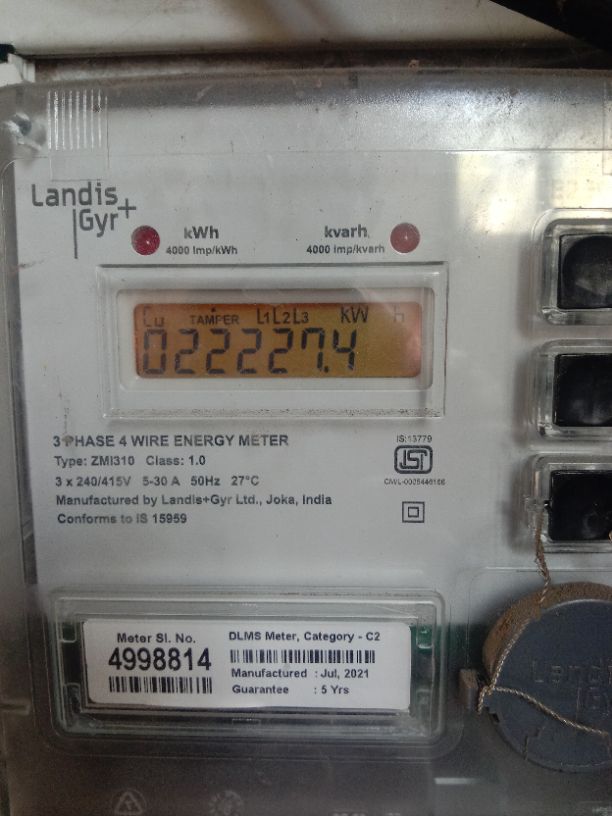 Landis
Gyr+
kWh
4000 Imp/kWh
kvarh
4000 imp/kvarh
Cu TAMPER L1L2L3 KW h
022227.4
3 PHASE 4 WIRE ENERGY METER
Type: ZMI310 Class: 1.0
3 x 240/415V 5-30 A 50Hz 27°C
Manufactured by Landis+Gyr Ltd., Joka, India
Conforms to IS 15959
IS:13779
ISI
Meter Sl. No.
4998814
DLMS Meter, Category - C2
Manufactured : Jul, 2021
Guarantee : 5 Yrs
Landis